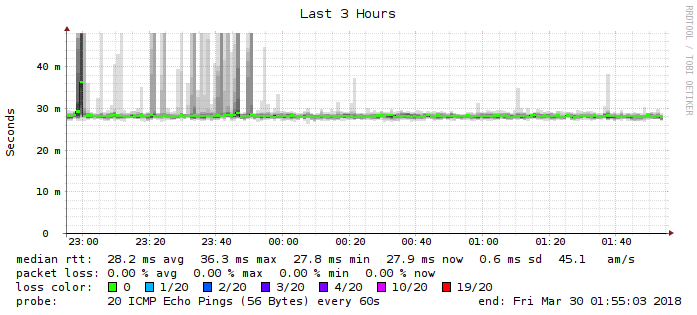 Last 3 Hours
RRDTOOL / TOBI OETIKER
Seconds
40 m
30 m
20 m
10 m
0
23:00 23:20 23:40 00:00 00:20 00:40 01:00 01:20 01:40
median rtt: 28.2 ms avg 36.3 ms max 27.8 ms min 27.9 ms now 0.6 ms sd 45.1 am/s
packet loss: 0.00 % avg 0.00 % max 0.00 % min 0.00 % now
loss color: 0 1/20 2/20 3/20 4/20 10/20 19/20
probe: 20 ICMP Echo Pings (56 Bytes) every 60s end: Fri Mar 30 01:55:03 2018